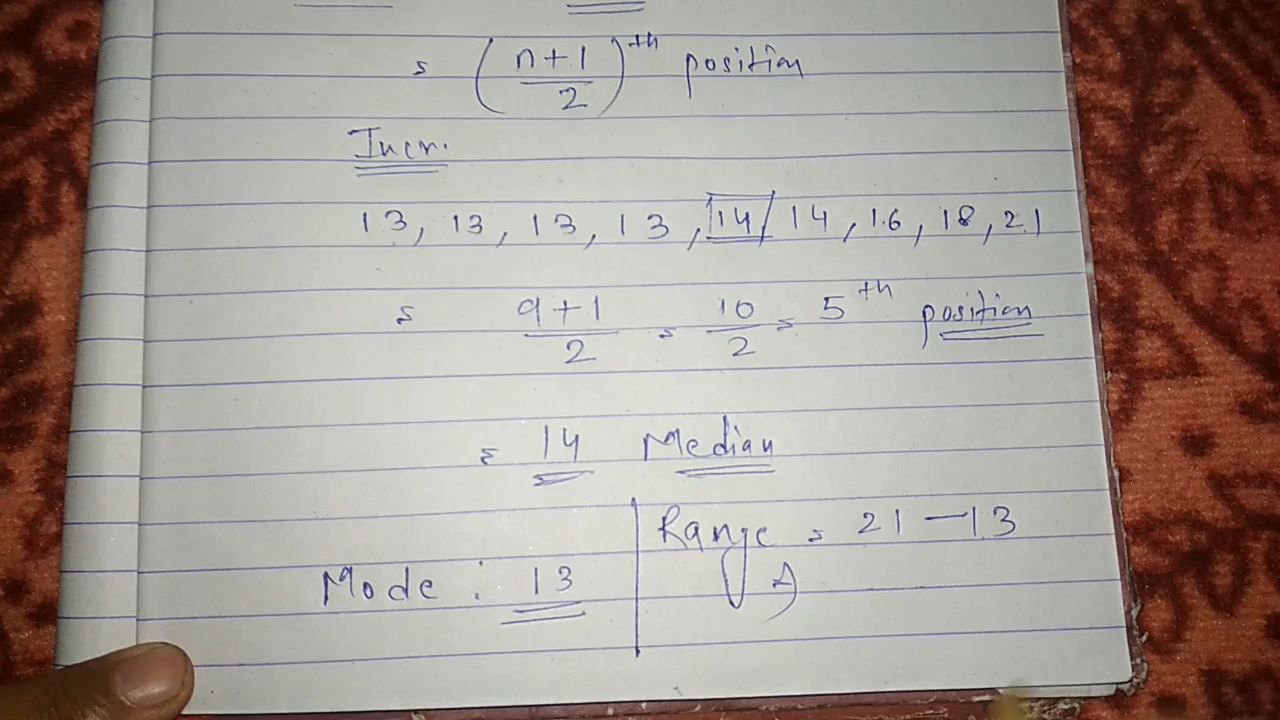 = (n+1/2)th position
Incr.
13, 13, 13, 13, 14, 14, 16, 18, 21
= 9+1/2 = 10/2 = 5th position
= 14 Median
Range = 21 - 13
Mode : 13